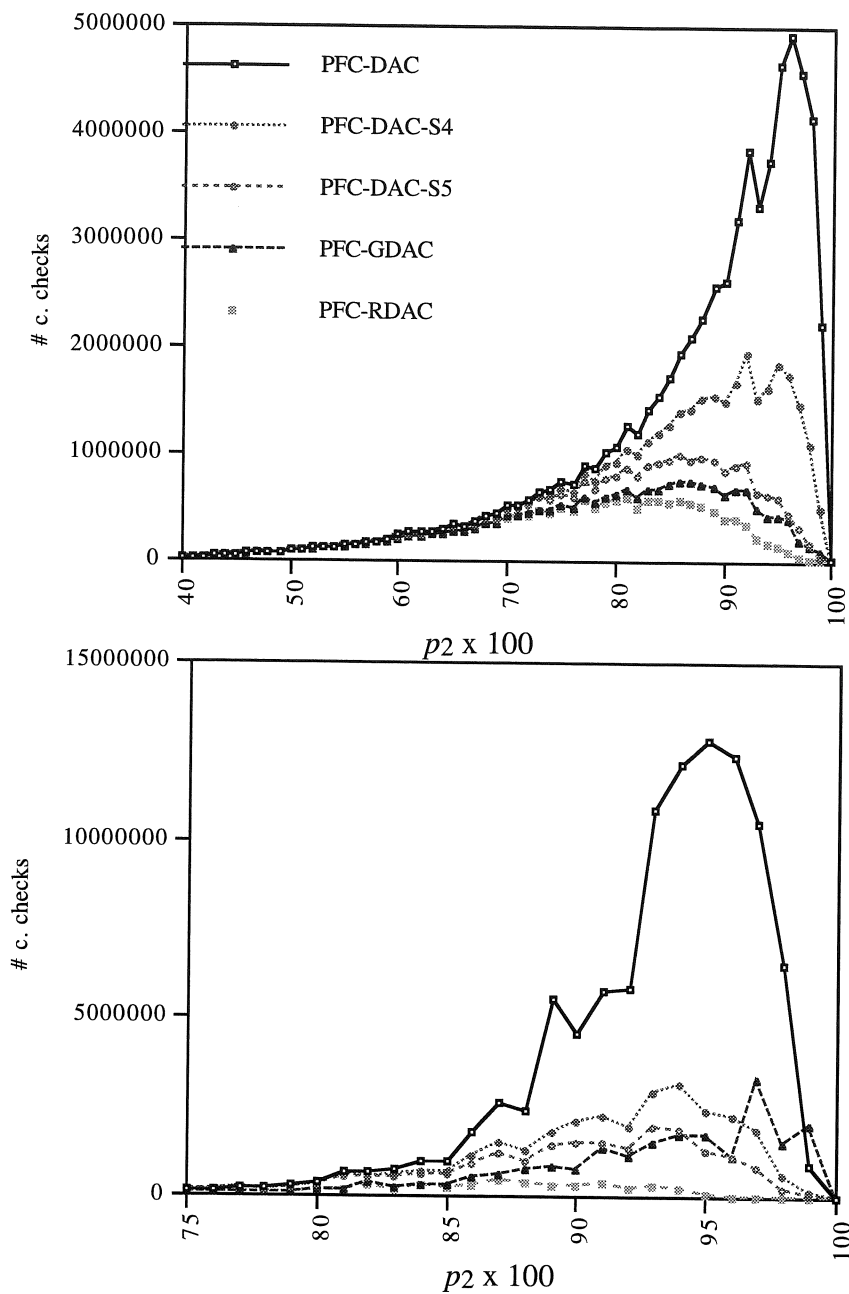 5000000
PFC-DAC
4000000
PFC-DAC-S4
PFC-DAC-S5
3000000
PFC-GDAC
# c. checks
PFC-RDAC
2000000
1000000
0
40
50
60
70
80
90
100
p2 x 100
15000000
10000000
# c. checks
5000000
0
75
80
85
90
95
100
p2 x 100